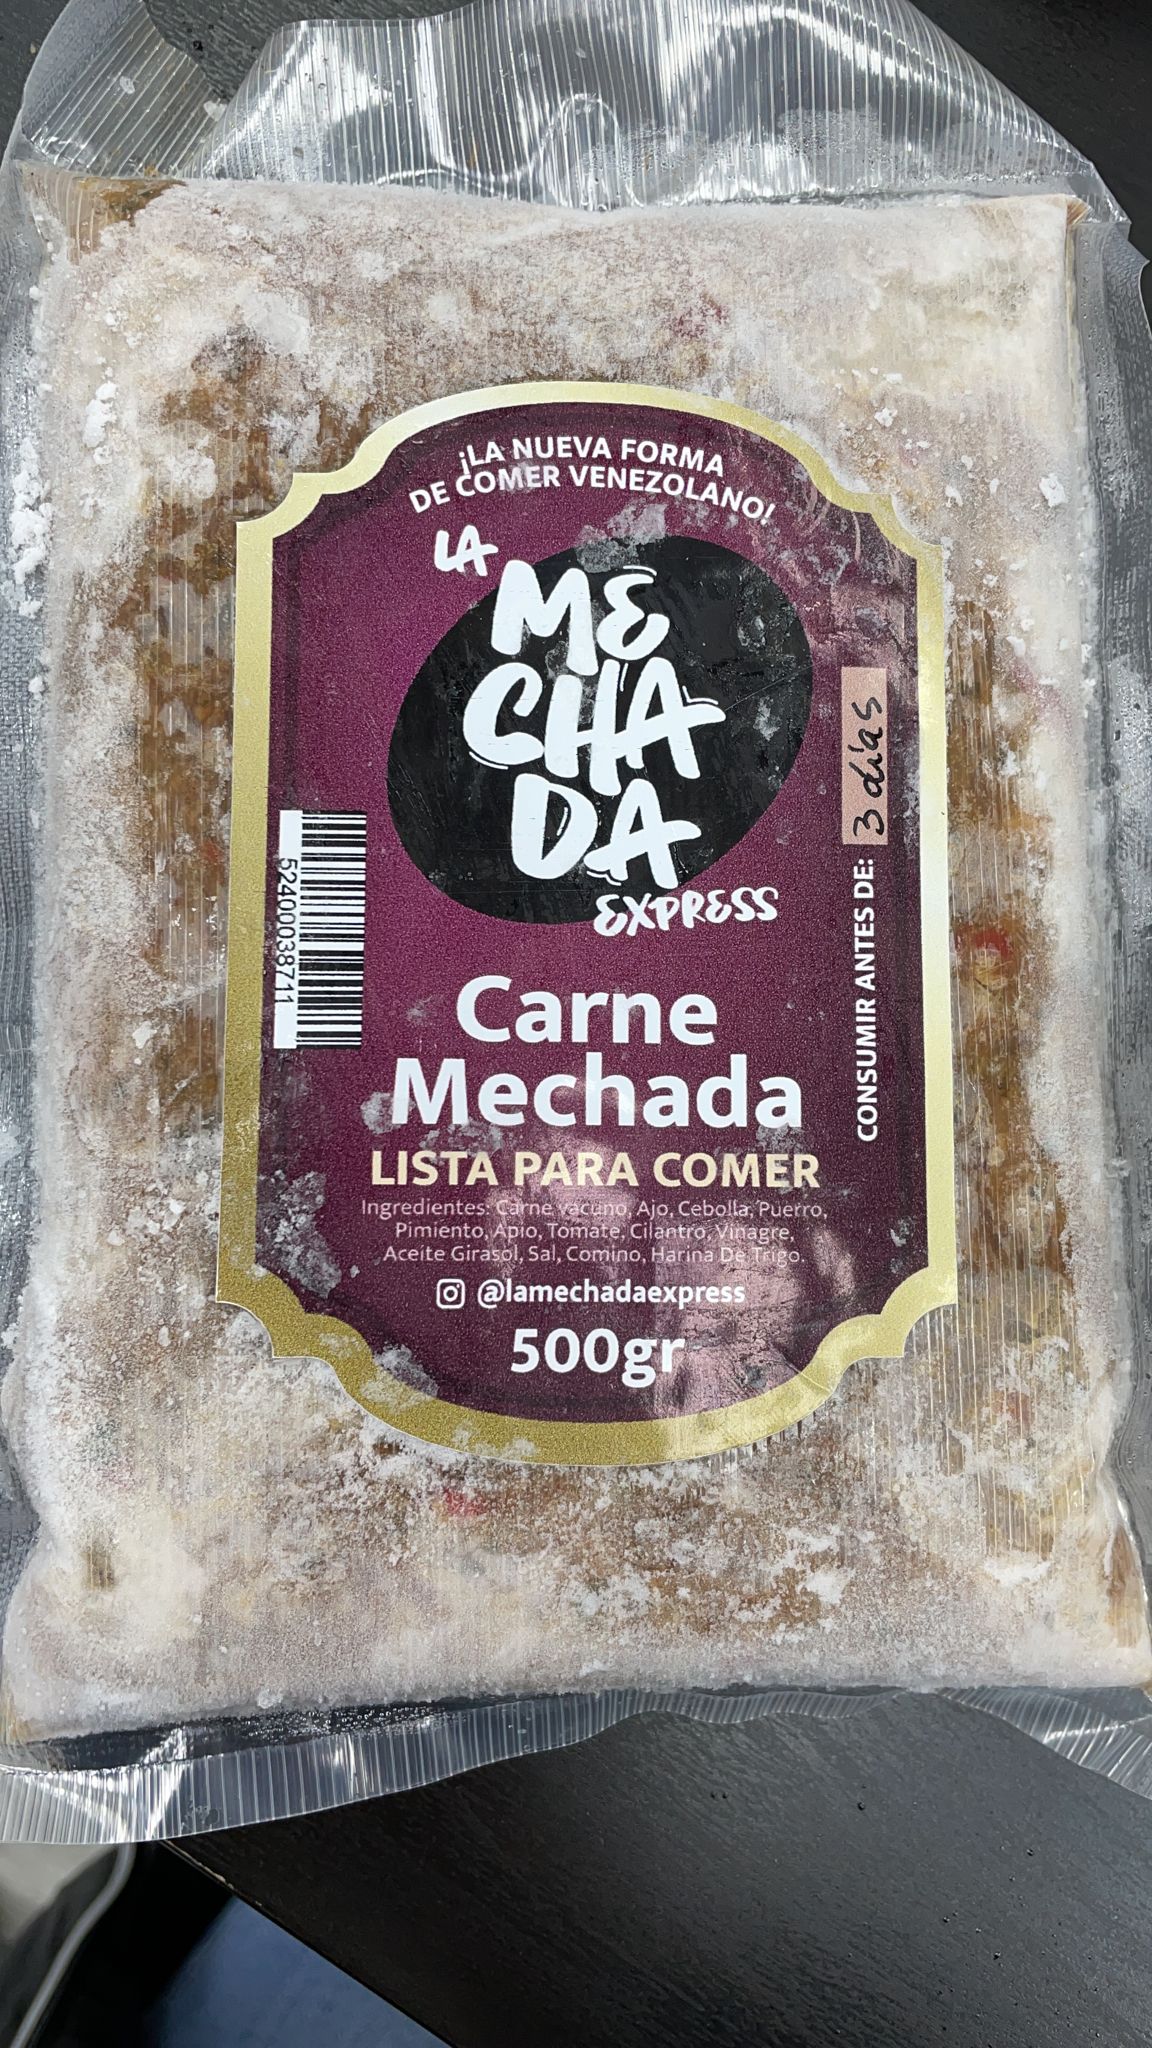 ¡LA NUEVA FORMA
DE COMER VENEZOLANO!
LA
ME
CHA
DA
EXPRESS
524000038711
CONSUMIR ANTES DE: 3 días
Carne
Mechada
LISTA PARA COMER
Ingredientes: Carne vacuno, Ajo, Cebolla, Puerro,
Pimiento, Apio, Tomate, Cilantro, Vinagre,
Aceite Girasol, Sal, Comino, Harina De Trigo.
@lamechadaexpress
500gr